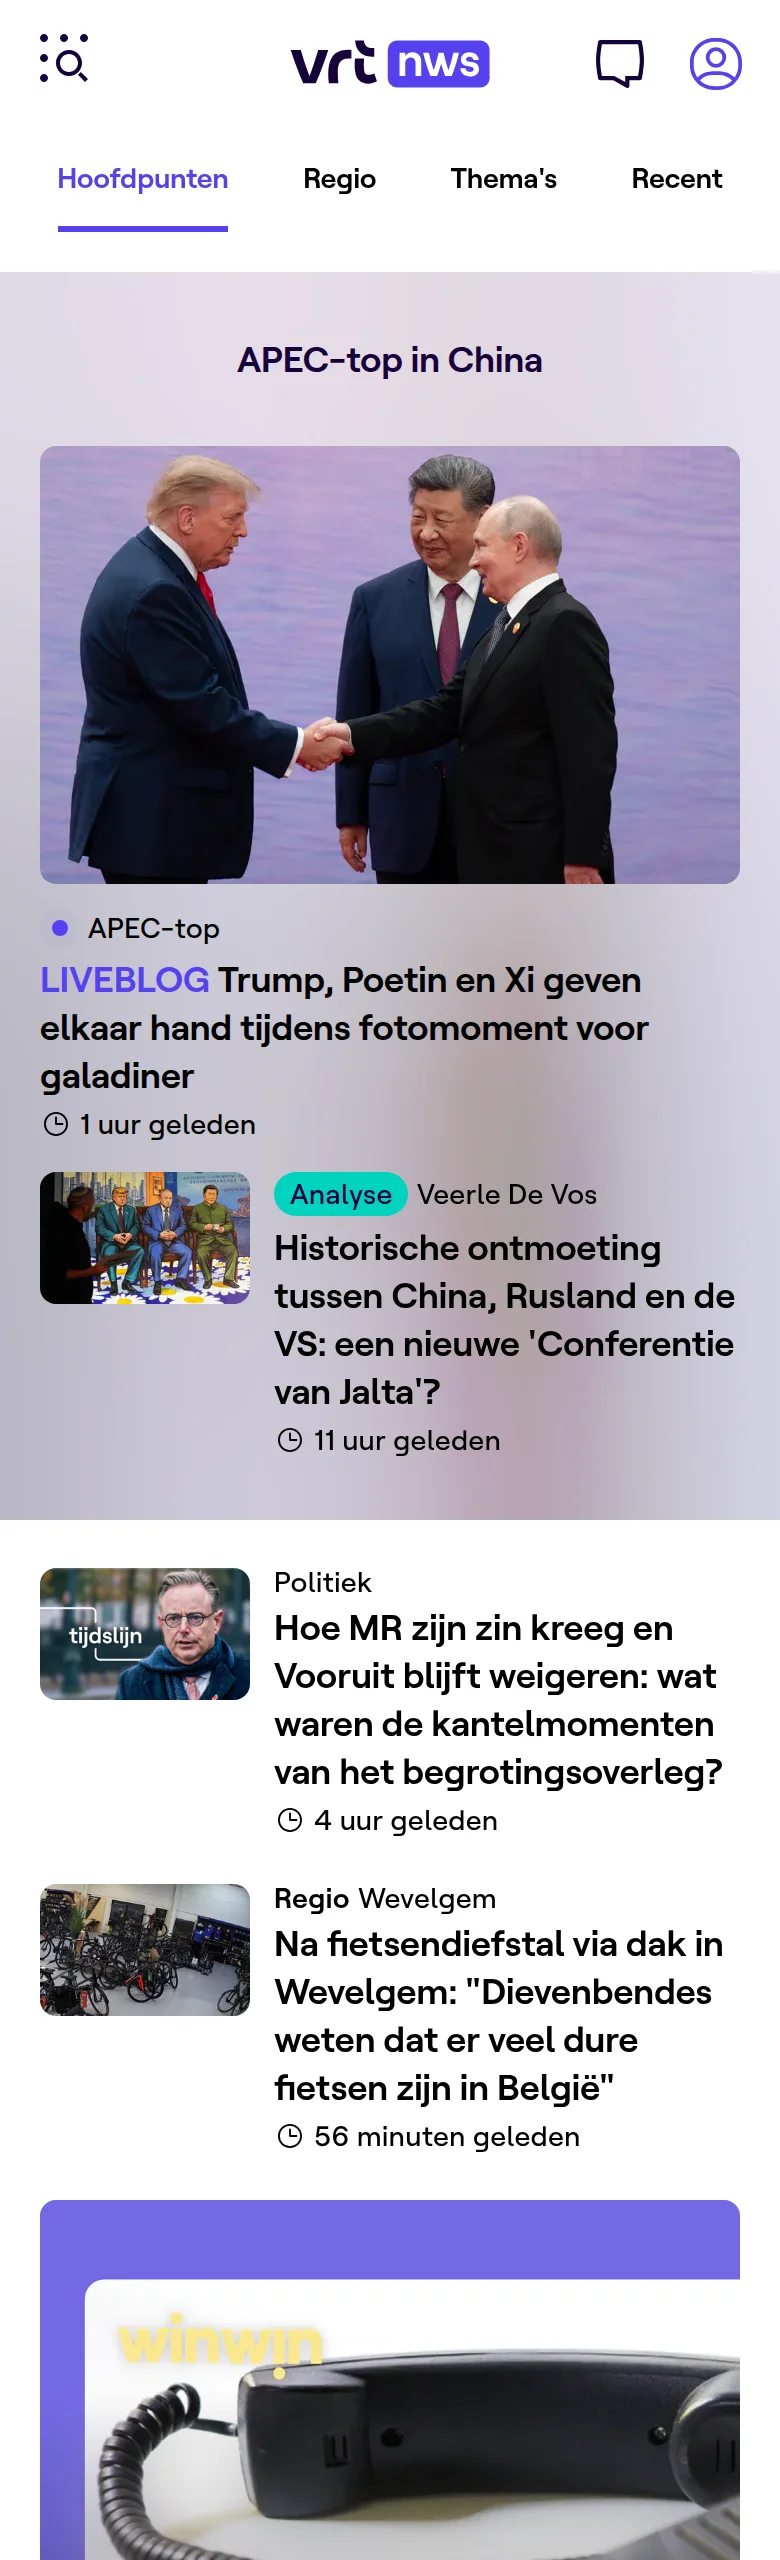 vrt nws
Hoofdpunten Regio Thema's Recent
APEC-top in China
APEC-top
LIVEBLOG Trump, Poetin en Xi geven
elkaar hand tijdens fotomoment voor
galadiner
1 uur geleden
Analyse Veerle De Vos
Historische ontmoeting
tussen China, Rusland en de
VS: een nieuwe 'Conferentie
van Jalta'?
11 uur geleden
tijdslijn
Politiek
Hoe MR zijn zin kreeg en
Vooruit blijft weigeren: wat
waren de kantelmomenten
van het begrotingsoverleg?
4 uur geleden
Regio Wevelgem
Na fietsendiefstal via dak in
Wevelgem: "Dievenbendes
weten dat er veel dure
fietsen zijn in België"
56 minuten geleden
winwin